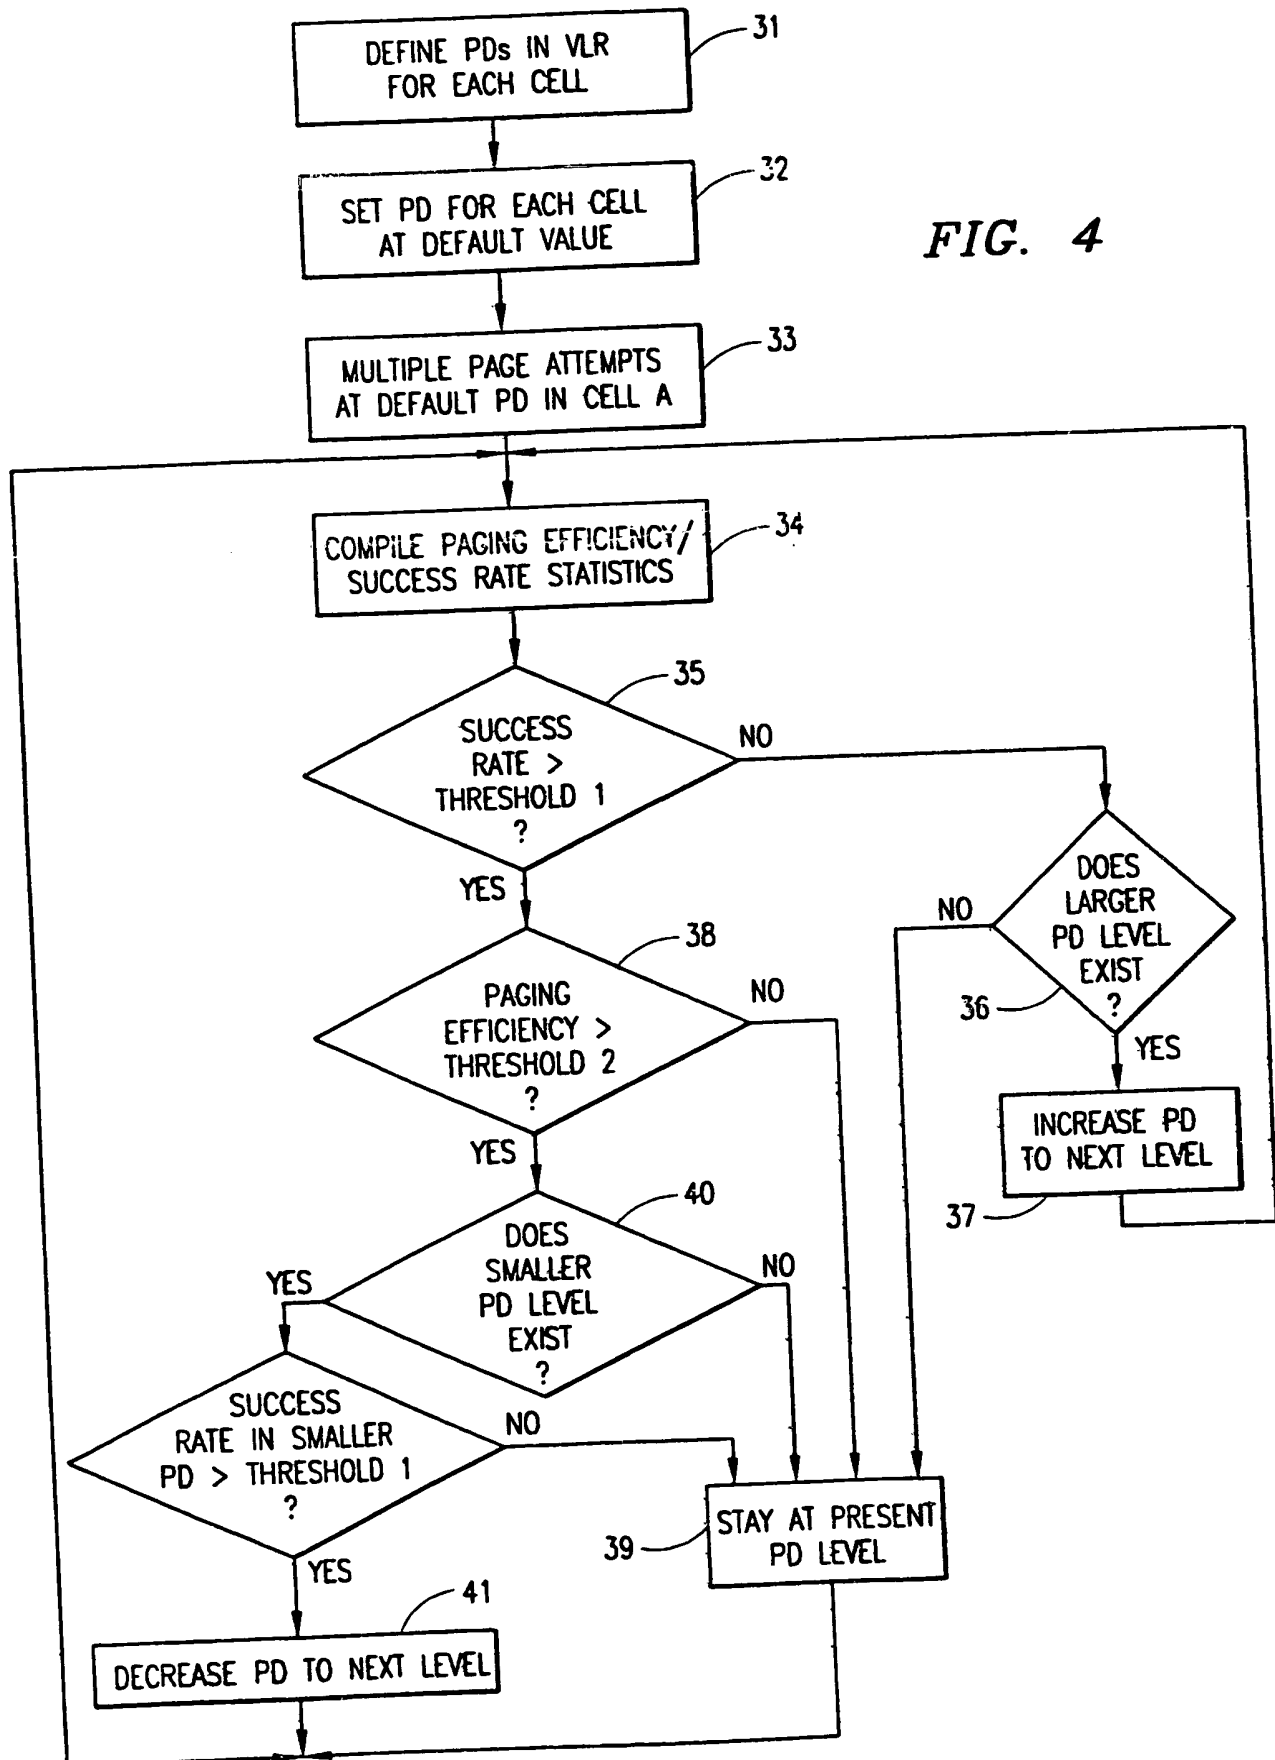 DEFINE PDs IN VLR
FOR EACH CELL
31
SET PD FOR EACH CELL
AT DEFAULT VALUE
32
FIG. 4
MULTIPLE PAGE ATTEMPTS
AT DEFAULT PD IN CELL A
33
COMPILE PAGING EFFICIENCY/
SUCCESS RATE STATISTICS
34
SUCCESS
RATE >
THRESHOLD 1
?
35
NO
YES
DOES
LARGER
PD LEVEL
EXIST
?
36
NO
YES
INCREASE PD
TO NEXT LEVEL
37
PAGING
EFFICIENCY >
THRESHOLD 2
?
38
NO
YES
DOES
SMALLER
PD LEVEL
EXIST
?
40
NO
YES
SUCCESS
RATE IN SMALLER
PD > THRESHOLD 1
?
NO
YES
STAY AT PRESENT
PD LEVEL
39
41
DECREASE PD TO NEXT LEVEL